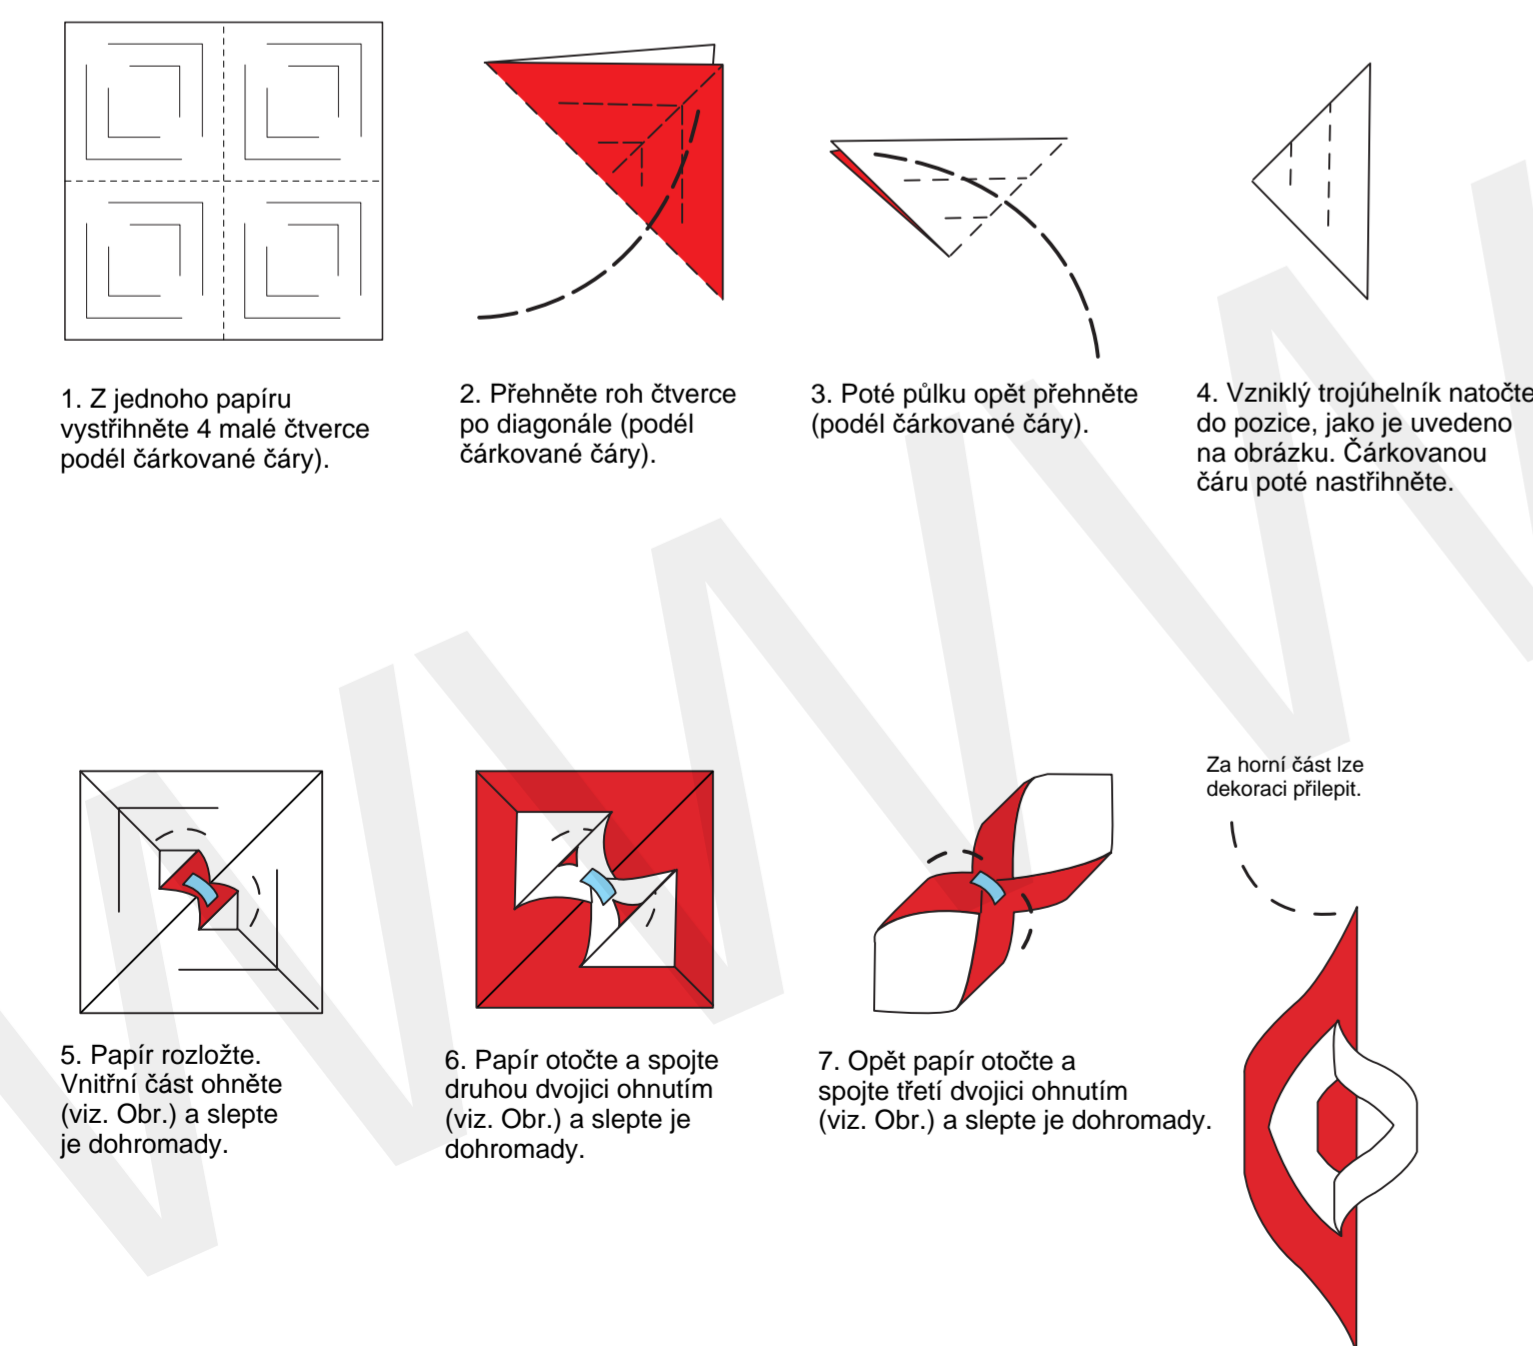 1. Z jednoho papíru
vystřihněte 4 malé čtverce
podél čárkované čáry).
2. Přehněte roh čtverce
po diagonále (podél
čárkované čáry).
3. Poté půlku opět přehněte
(podél čárkované čáry).
4. Vzniklý trojúhelník natočte
do pozice, jako je uvedeno
na obrázku. Čárkovanou
čáru poté nastřihněte.
5. Papír rozložte.
Vnitřní část ohněte
(viz. Obr.) a slepte
je dohromady.
6. Papír otočte a spojte
druhou dvojici ohnutím
(viz. Obr.) a slepte je
dohromady.
7. Opět papír otočte a
spojte třetí dvojici ohnutím
(viz. Obr.) a slepte je dohromady.
Za horní část lze
dekoraci přilepit.
WWW